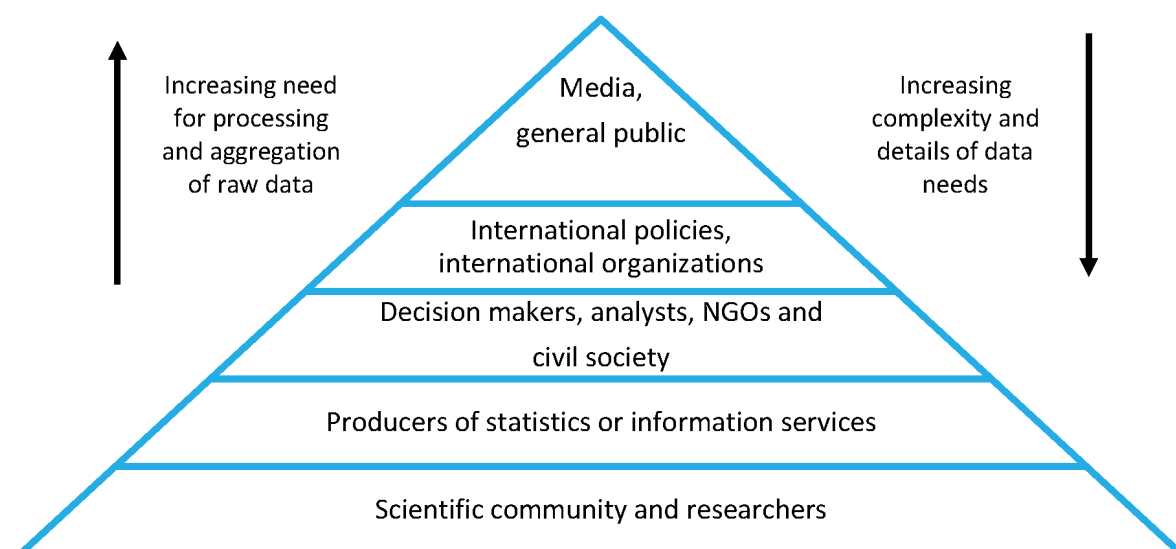 Increasing need
for processing
and aggregation
of raw data
Media,
general public
Increasing
complexity and
details of data
needs
International policies,
international organizations
Decision makers, analysts, NGOs and
civil society
Producers of statistics or information services
Scientific community and researchers